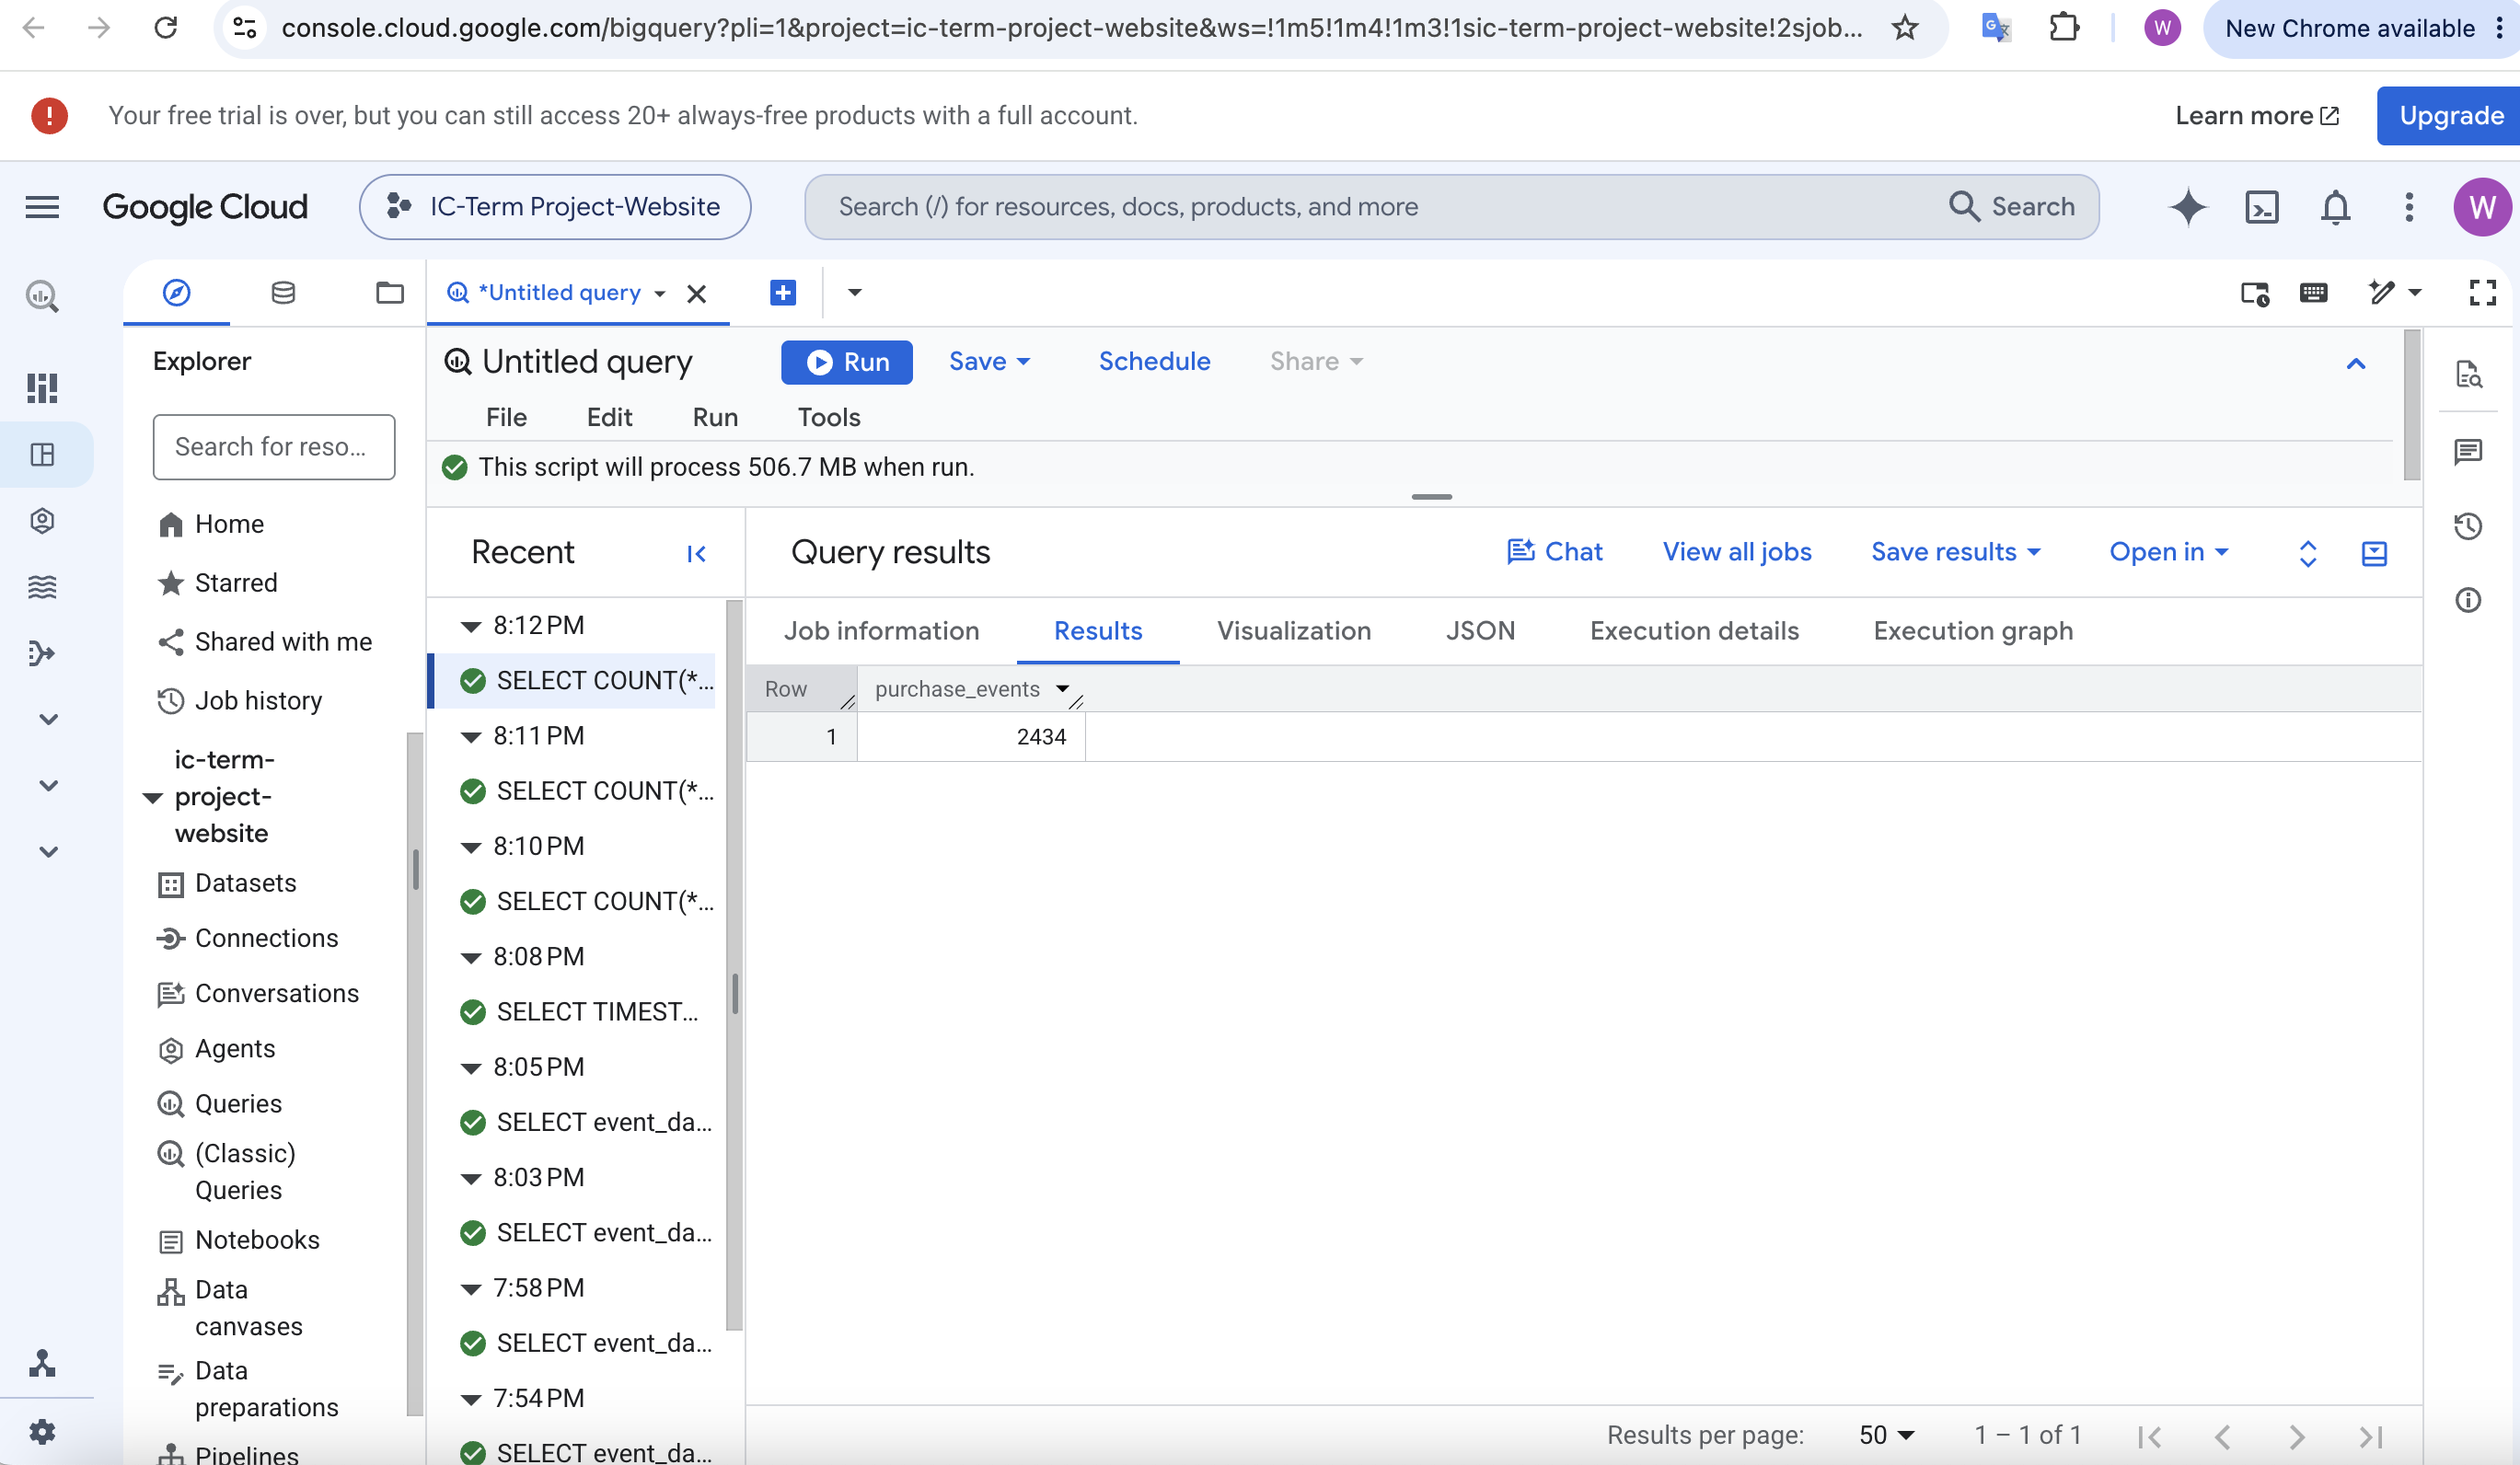 console.cloud.google.com/bigquery?pli=1&project=ic-term-project-website&ws=!1m5!1m4!1m3!1sic-term-project-website!2sjob...
W
New Chrome available
Your free trial is over, but you can still access 20+ always-free products with a full account.
Learn more
Upgrade
Google Cloud
IC-Term Project-Website
Search (/) for resources, docs, products, and more
Search
W
*Untitled query
Explorer
Search for reso...
Home
Starred
Shared with me
Job history
ic-term-
project-
website
Datasets
Connections
Conversations
Agents
Queries
(Classic)
Queries
Notebooks
Data
canvases
Data
preparations
Pipelines
Untitled query
Run
Save
Schedule
Share
File
Edit
Run
Tools
This script will process 506.7 MB when run.
Recent
8:12 PM
SELECT COUNT(*...
8:11 PM
SELECT COUNT(*...
8:10 PM
SELECT COUNT(*...
8:08 PM
SELECT TIMEST...
8:05 PM
SELECT event_da...
8:03 PM
SELECT event_da...
7:58 PM
SELECT event_da...
7:54 PM
SELECT event_da...
Query results
Chat
View all jobs
Save results
Open in
Job information
Results
Visualization
JSON
Execution details
Execution graph
Row
purchase_events
1
2434
Results per page:
50
1 – 1 of 1